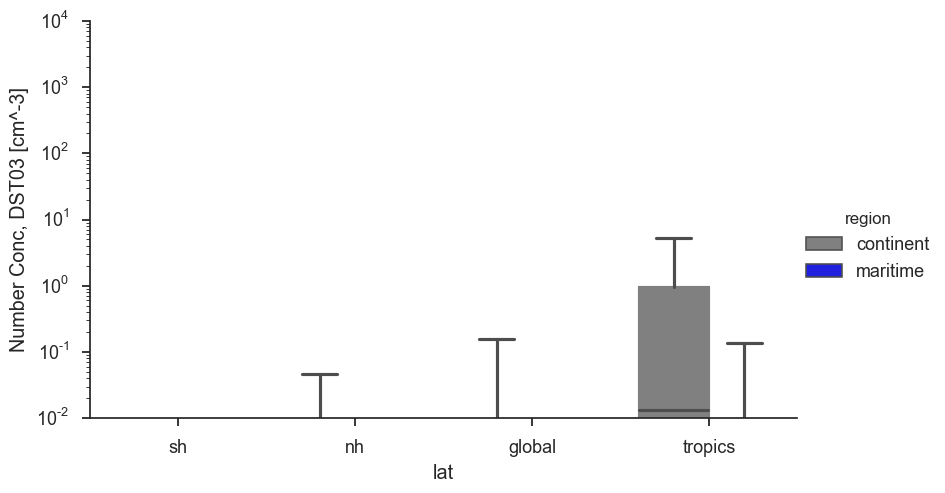 Number Conc, DST03 [cm^-3]
10^4
10^3
10^2
10^1
10^0
10^-1
10^-2
sh nh global tropics
lat
region
continent
maritime